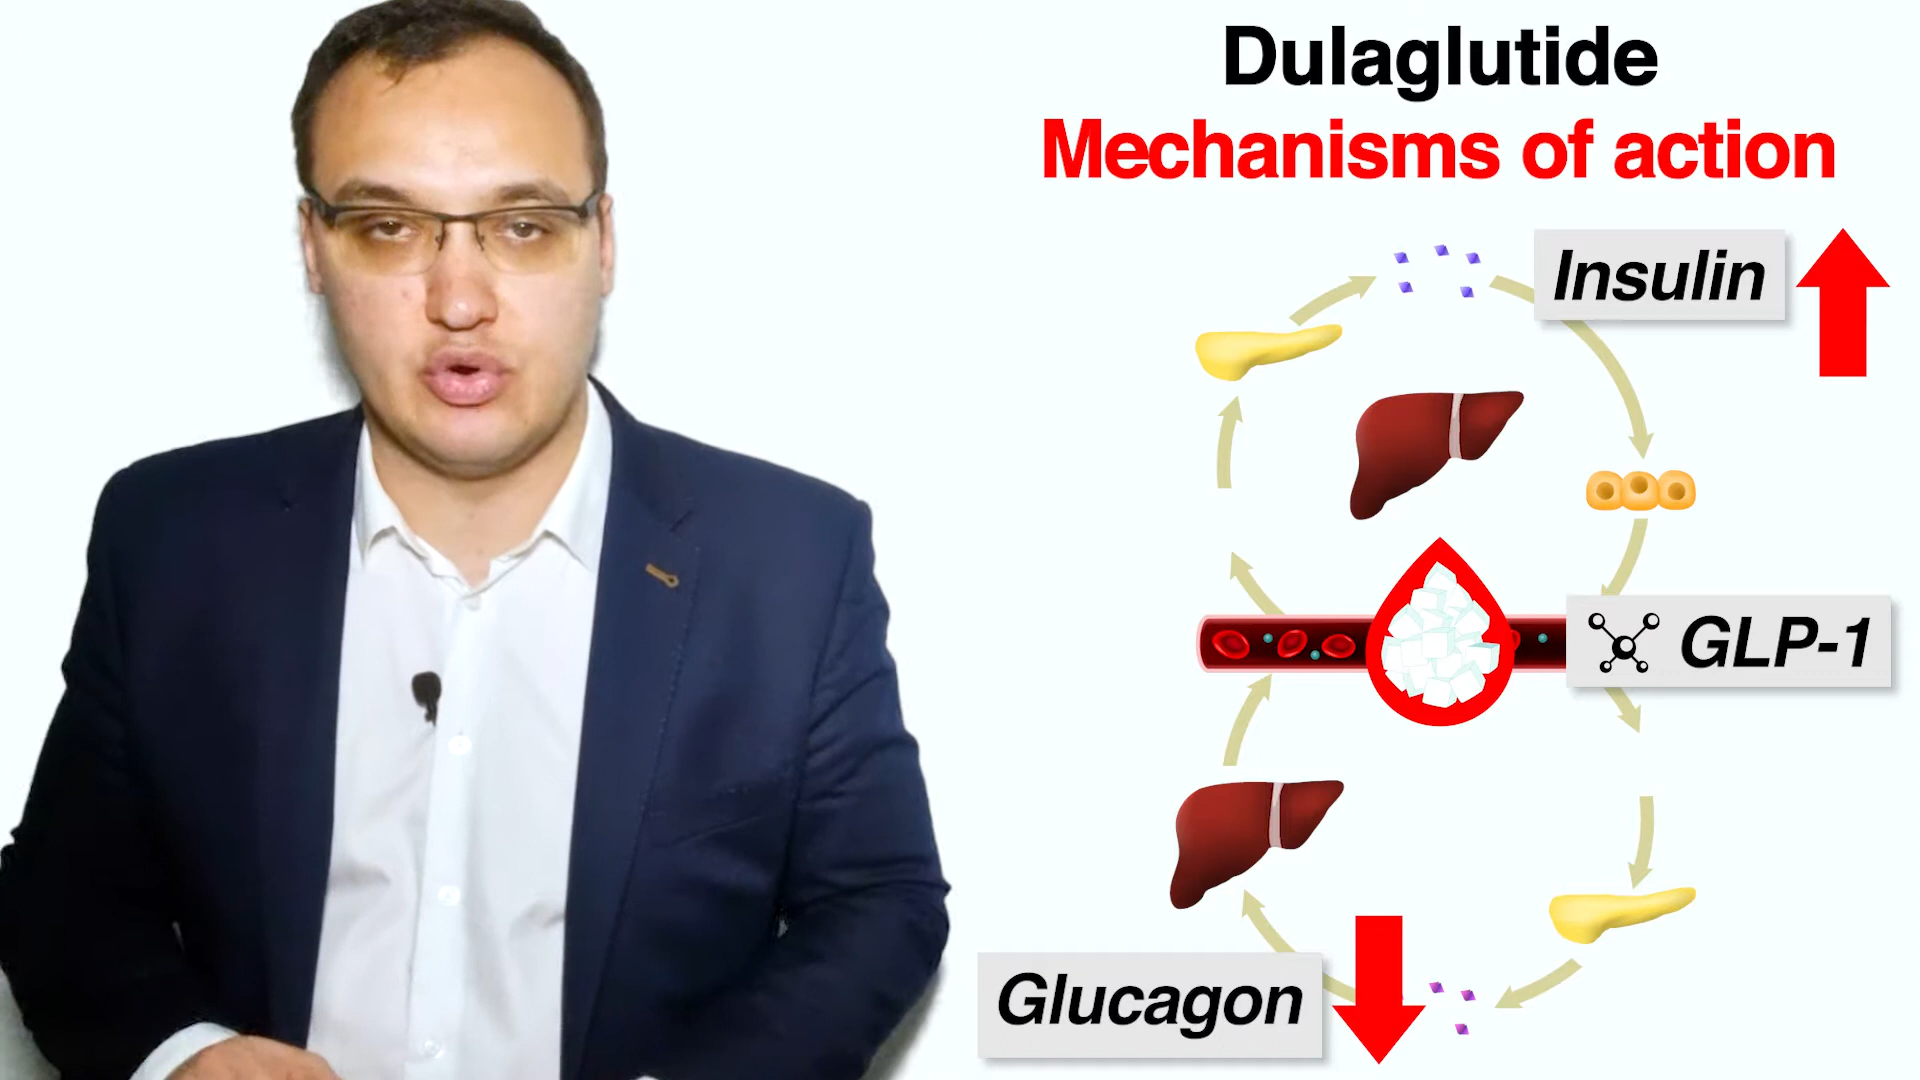 Dulaglutide
Mechanisms of action
Insulin
GLP-1
Glucagon